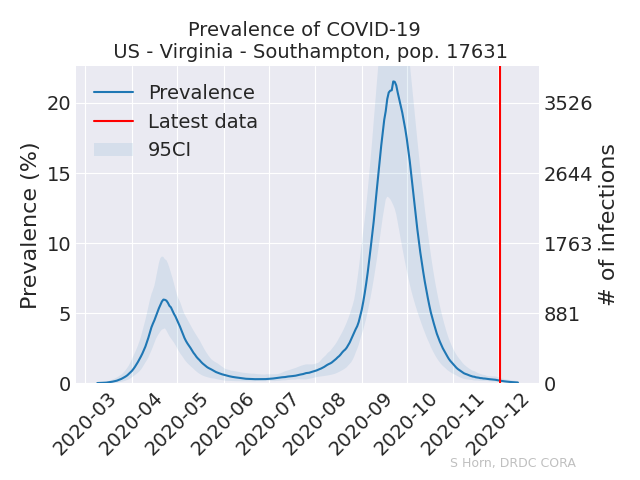 Prevalence of COVID-19
US - Virginia - Southampton, pop. 17631
Prevalence
Latest data
95CI
Prevalence (%)
20
15
10
5
0
3526
2644
1763
881
0
# of infections
2020-03
2020-04
2020-05
2020-06
2020-07
2020-08
2020-09
2020-10
2020-11
2020-12
S Horn, DRDC CORA